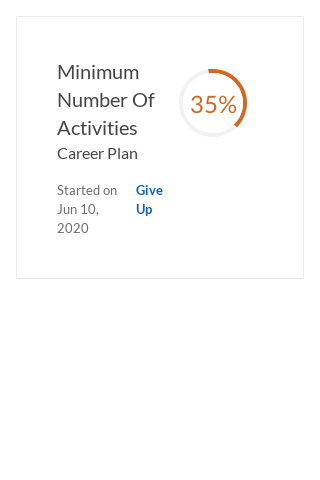 Minimum
Number Of
Activities
35%
Career Plan
Started on
Jun 10,
2020
Give
Up